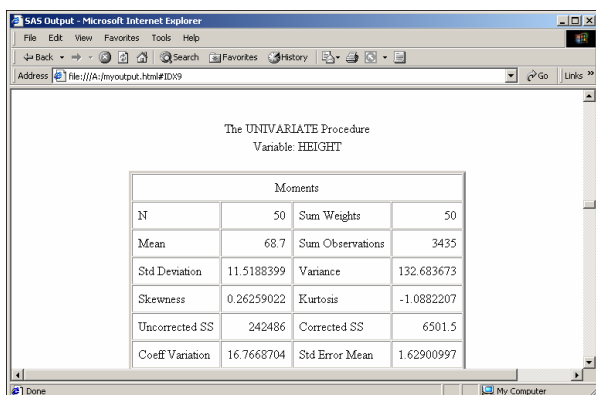 SAS Output - Microsoft Internet Explorer
File Edit View Favorites Tools Help
Back Search Favorites History
Address file:///A:/myoutput.html#IDX9 Go Links »
The UNIVARIATE Procedure
Variable: HEIGHT
Moments
N 50 Sum Weights 50
Mean 68.7 Sum Observations 3435
Std Deviation 11.5188399 Variance 132.683673
Skewness 0.26259022 Kurtosis -1.0882207
Uncorrected SS 242486 Corrected SS 6501.5
Coeff Variation 16.7668704 Std Error Mean 1.62900997
Done My Computer